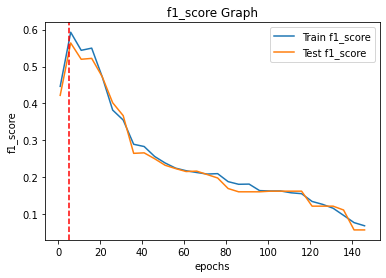 f1_score Graph
Train f1_score
Test f1_score
f1_score
0.6
0.5
0.4
0.3
0.2
0.1
0 20 40 60 80 100 120 140
epochs